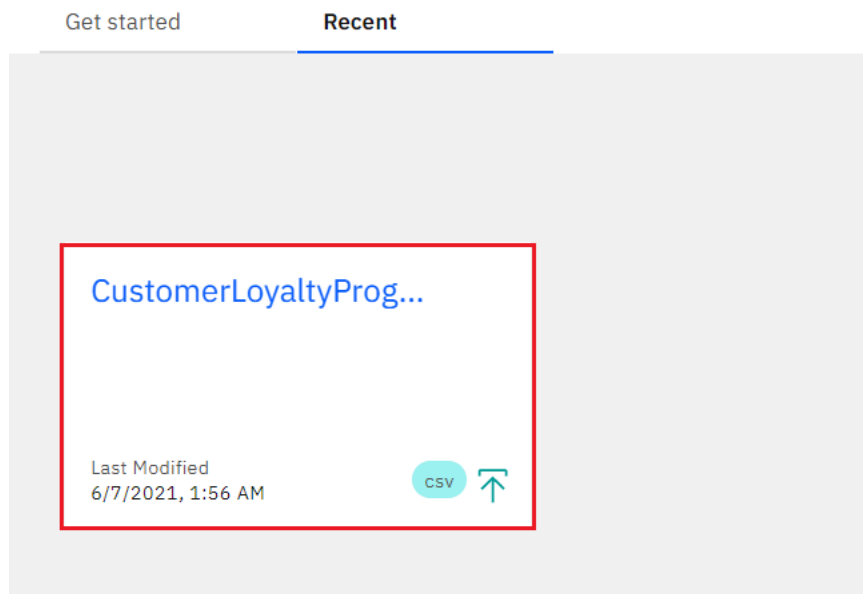 Get started
Recent
CustomerLoyaltyProg...
Last Modified
6/7/2021, 1:56 AM
csv